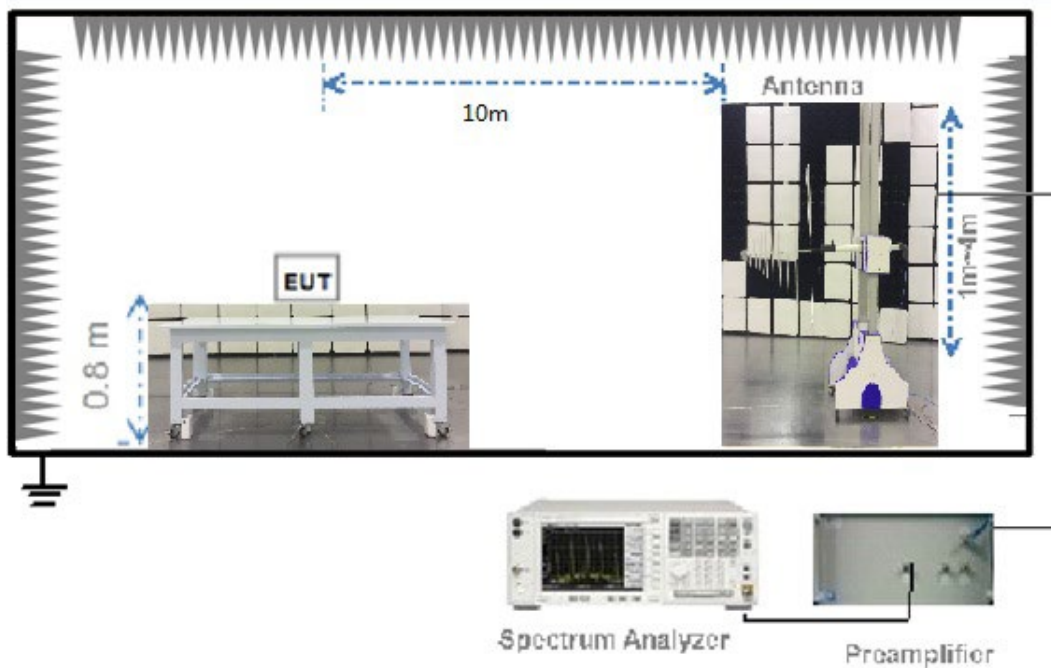 Antenna
10m
1m~4m
EUT
0.8 m
Spectrum Analyzer
Preamplifier